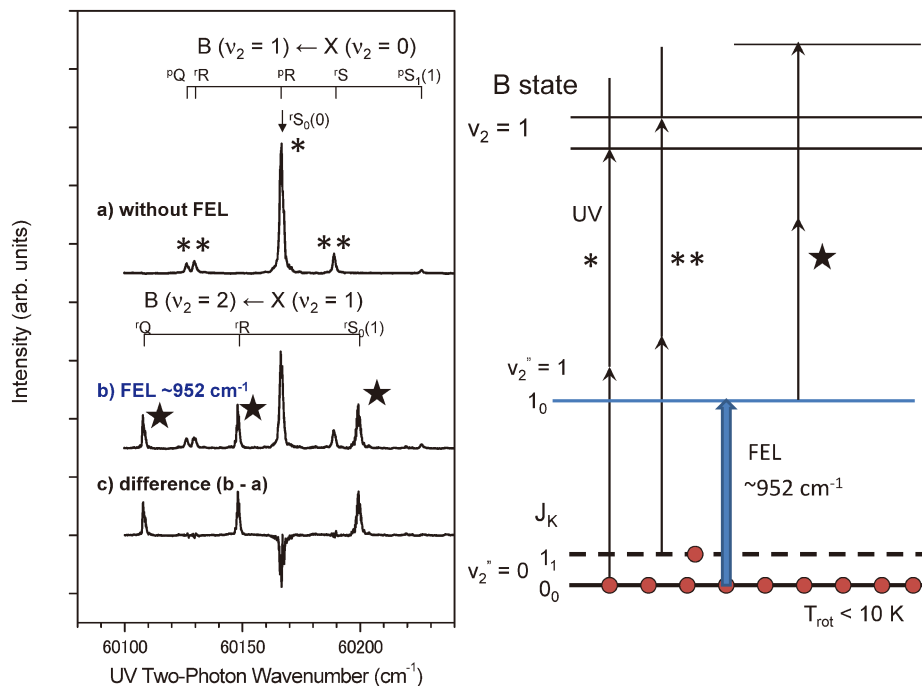 B (ν₂ = 1) ← X (ν₂ = 0)
ᵖQ ʳR ᵖR ʳS ᵖS₁(1)
ʳS₀(0)
*
a) without FEL
** **
B (ν₂ = 2) ← X (ν₂ = 1)
ʳQ ʳR ʳS₀(1)
b) FEL ~952 cm⁻¹
★ ★ ★
c) difference (b - a)
Intensity (arb. units)
60100 60150 60200
UV Two-Photon Wavenumber (cm⁻¹)
B state
ν₂ = 1
UV
* ** ★
ν₂" = 1
1₀
FEL
~952 cm⁻¹
J_K
1₁
ν₂" = 0
0₀
T_rot < 10 K